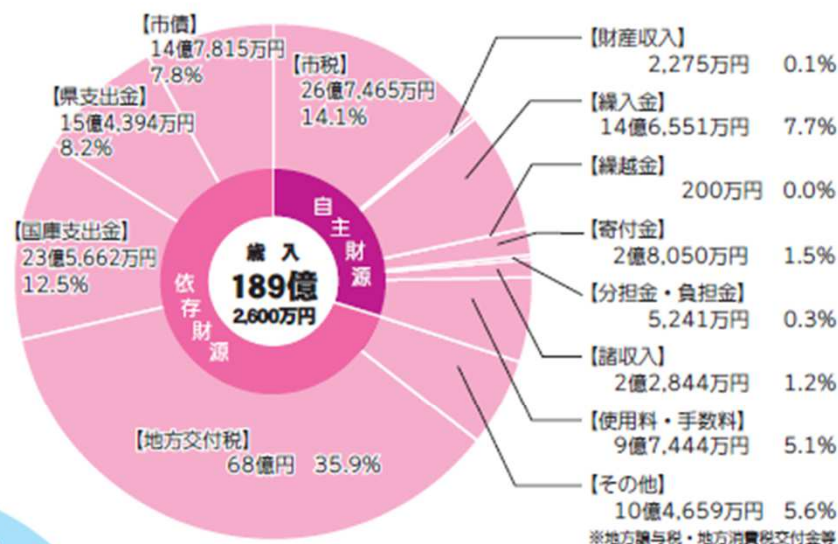 【市債】
14億7,815万円
7.8%
【市税】
26億7,465万円
14.1%
【県支出金】
15億4,394万円
8.2%
【国庫支出金】
23億5,662万円
12.5%
【地方交付税】
68億円 35.9%
自主財源
依存財源
歳入
189億
2,600万円
【財産収入】
2,275万円 0.1%
【繰入金】
14億6,551万円 7.7%
【繰越金】
200万円 0.0%
【寄付金】
2億8,050万円 1.5%
【分担金・負担金】
5,241万円 0.3%
【諸収入】
2億2,844万円 1.2%
【使用料・手数料】
9億7,444万円 5.1%
【その他】
10億4,659万円 5.6%
※地方譲与税・地方消費税交付金等